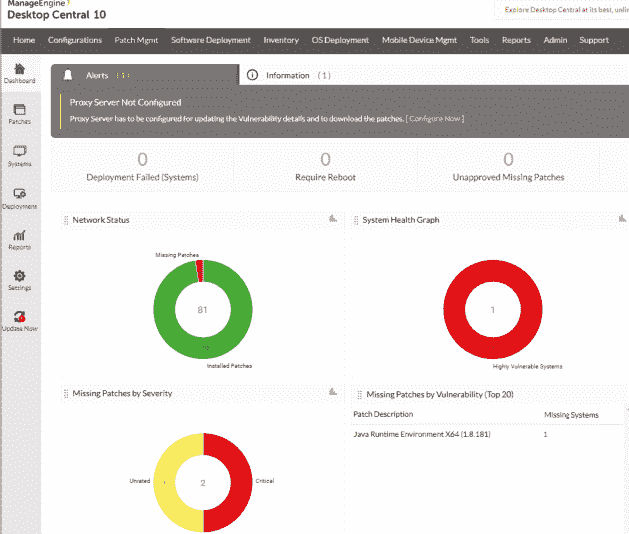 ManageEngine
Desktop Central 10
Explore Desktop Central at its best, unlim
Home Configurations Patch Mgmt Software Deployment Inventory OS Deployment Mobile Device Mgmt Tools Reports Admin Support
Dashboard
Patches
Systems
Deployment
Reports
Settings
Update Now
Alerts (1)
Information (1)
Proxy Server Not Configured
Proxy Server has to be configured for updating the Vulnerability details and to download the patches. [ Configure Now ]
0 0 0
Deployment Failed (Systems) Require Reboot Unapproved Missing Patches
Network Status
Missing Patches
81
Installed Patches
System Health Graph
1
Highly Vulnerable Systems
Missing Patches by Severity
Unrated
2
Critical
Missing Patches by Vulnerability (Top 20)
Patch Description Missing Systems
Java Runtime Environment X64 (1.8.181) 1